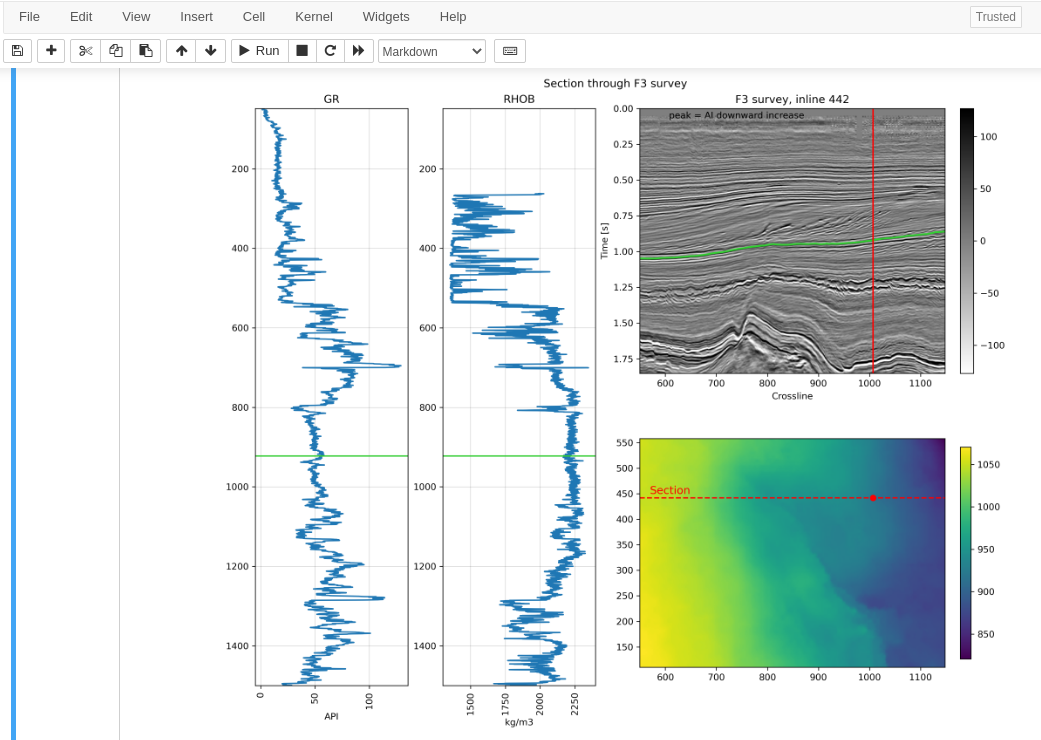 File Edit View Insert Cell Kernel Widgets Help Trusted
Run Markdown
Section through F3 survey
GR
200
400
600
800
1000
1200
1400
0 50 100
API
RHOB
200
400
600
800
1000
1200
1400
1500 1750 2000 2250
kg/m3
F3 survey, inline 442
peak = AI downward increase
Time [s]
0.00
0.25
0.50
0.75
1.00
1.25
1.50
1.75
600 700 800 900 1000 1100
Crossline
100
50
0
−50
−100
Section
550
500
450
400
350
300
250
200
150
600 700 800 900 1000 1100
1050
1000
950
900
850